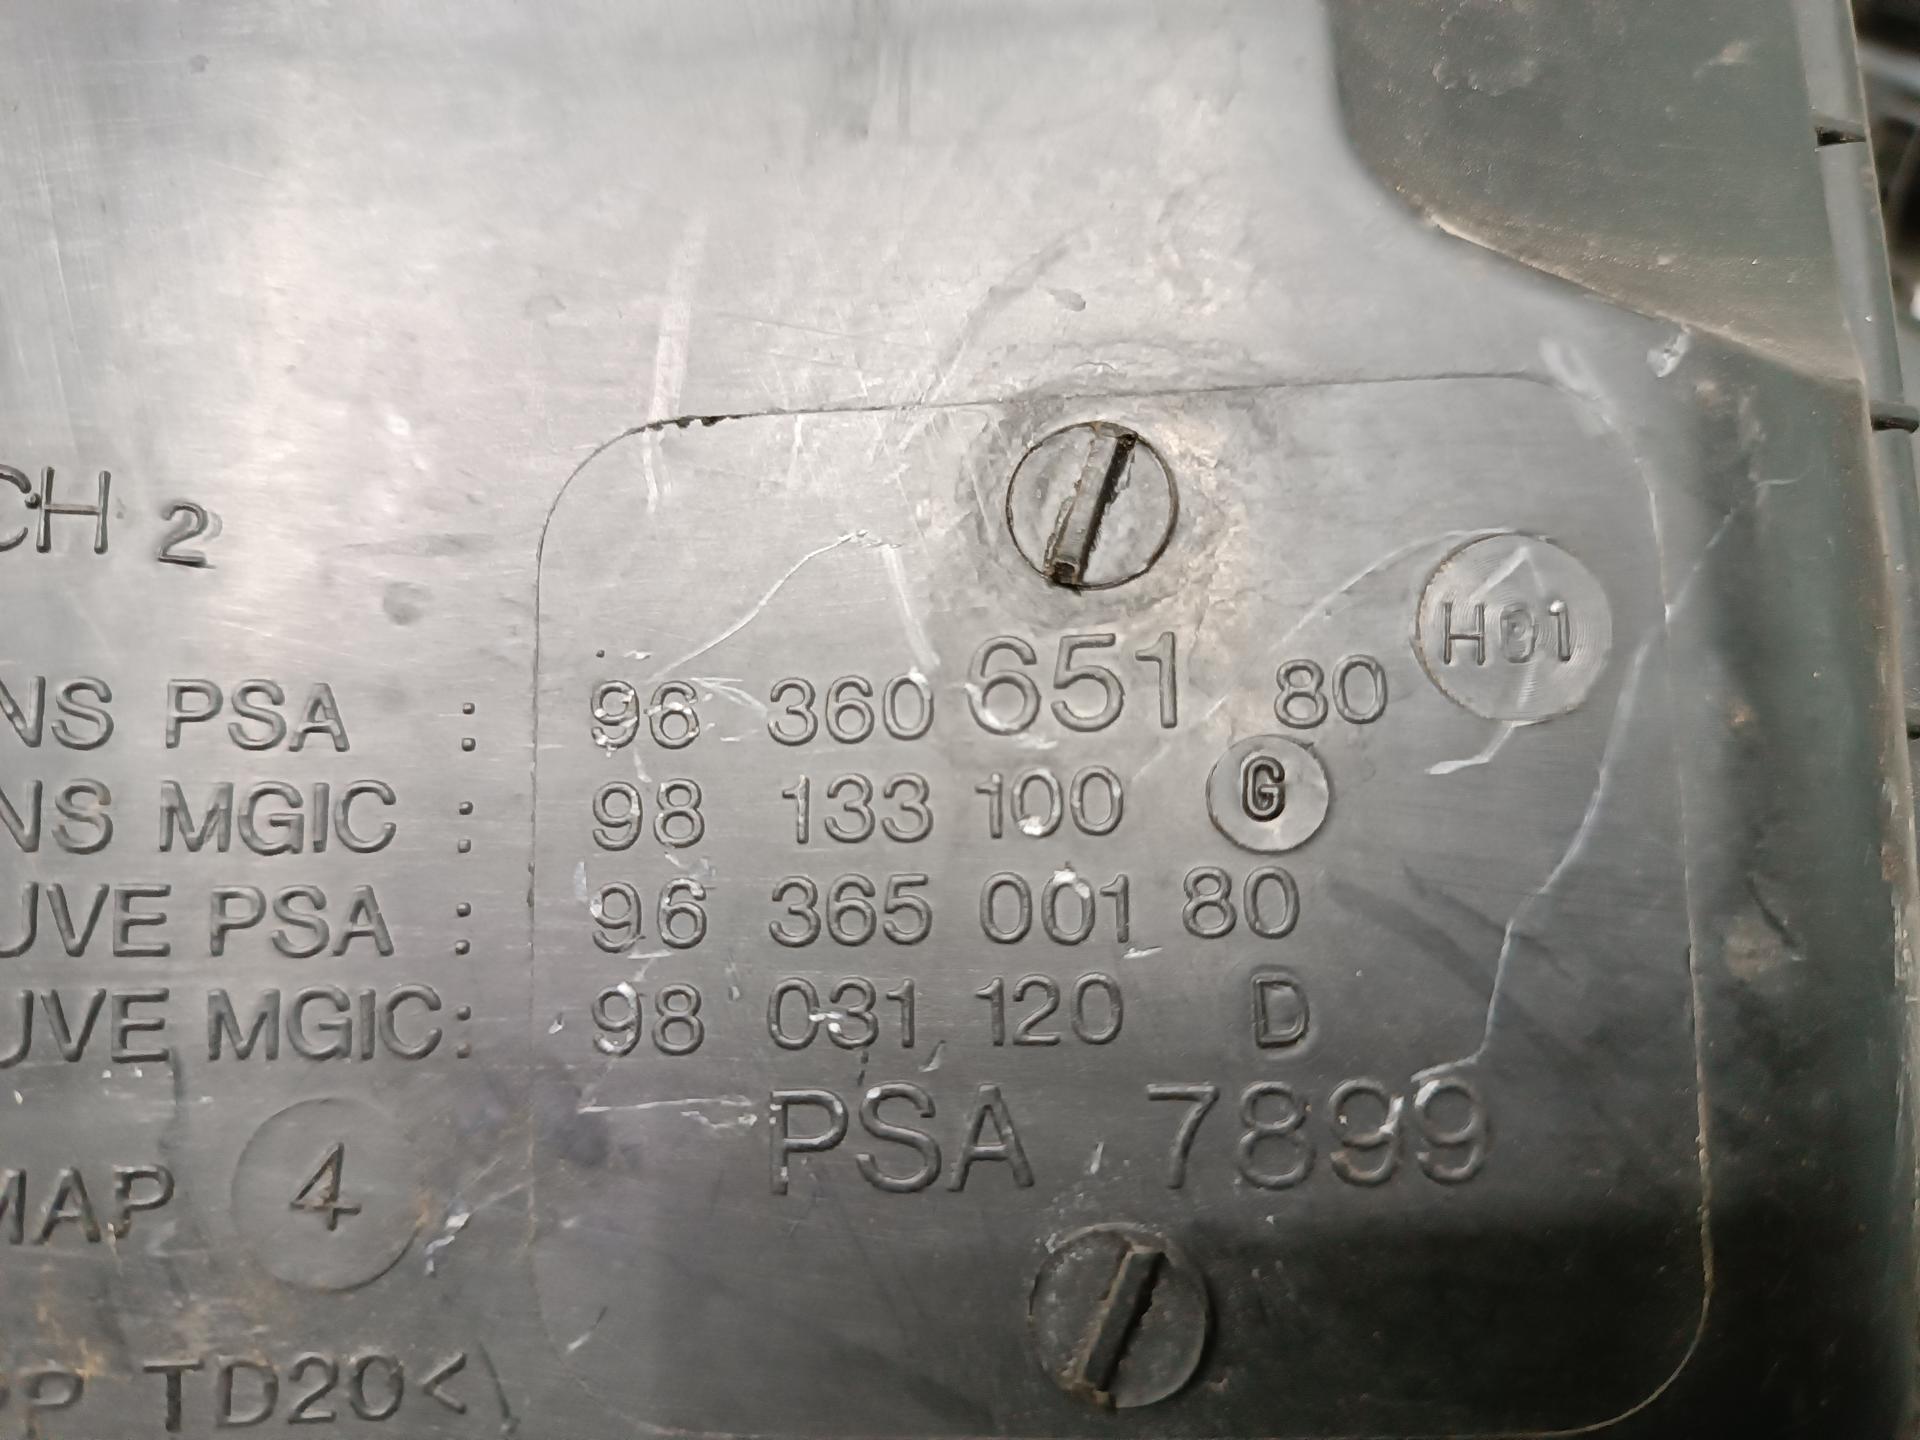 CH 2
H01
NS PSA : 96 360 651 80
NS MGIC : 98 133 100 G
UVE PSA : 96 365 001 80
UVE MGIC: 98 031 120 D
PSA 7899
MAP 4
PP TD20<